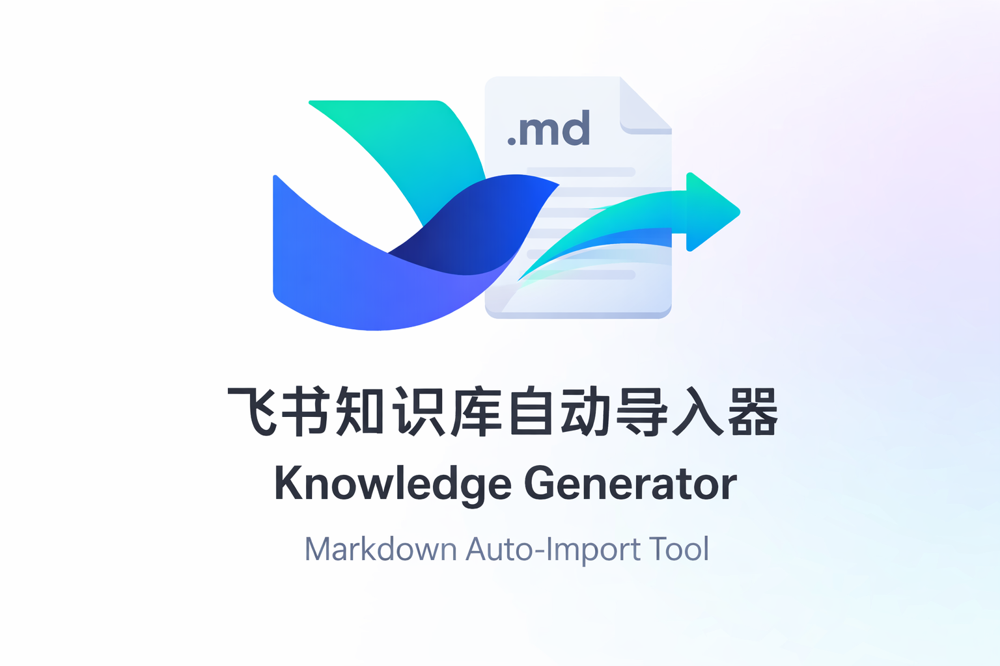 .md
飞书知识库自动导入器
Knowledge Generator
Markdown Auto-Import Tool